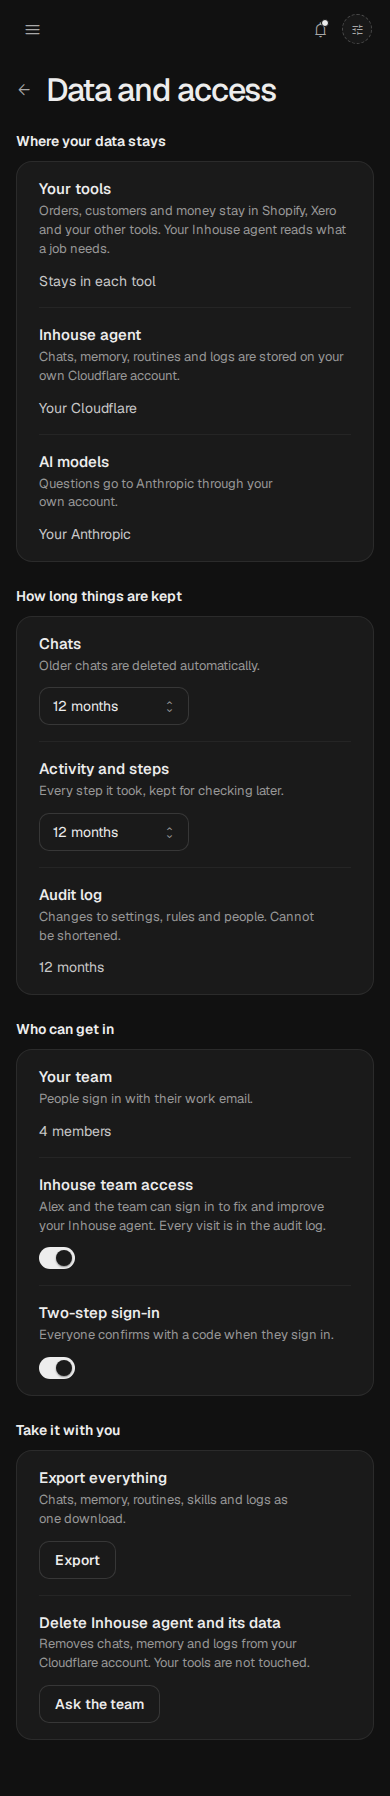 Data and access
Where your data stays
Your tools
Orders, customers and money stay in Shopify, Xero
and your other tools. Your Inhouse agent reads what
a job needs.
Stays in each tool
Inhouse agent
Chats, memory, routines and logs are stored on your
own Cloudflare account.
Your Cloudflare
AI models
Questions go to Anthropic through your
own account.
Your Anthropic
How long things are kept
Chats
Older chats are deleted automatically.
12 months
Activity and steps
Every step it took, kept for checking later.
12 months
Audit log
Changes to settings, rules and people. Cannot
be shortened.
12 months
Who can get in
Your team
People sign in with their work email.
4 members
Inhouse team access
Alex and the team can sign in to fix and improve
your Inhouse agent. Every visit is in the audit log.
Two-step sign-in
Everyone confirms with a code when they sign in.
Take it with you
Export everything
Chats, memory, routines, skills and logs as
one download.
Export
Delete Inhouse agent and its data
Removes chats, memory and logs from your
Cloudflare account. Your tools are not touched.
Ask the team